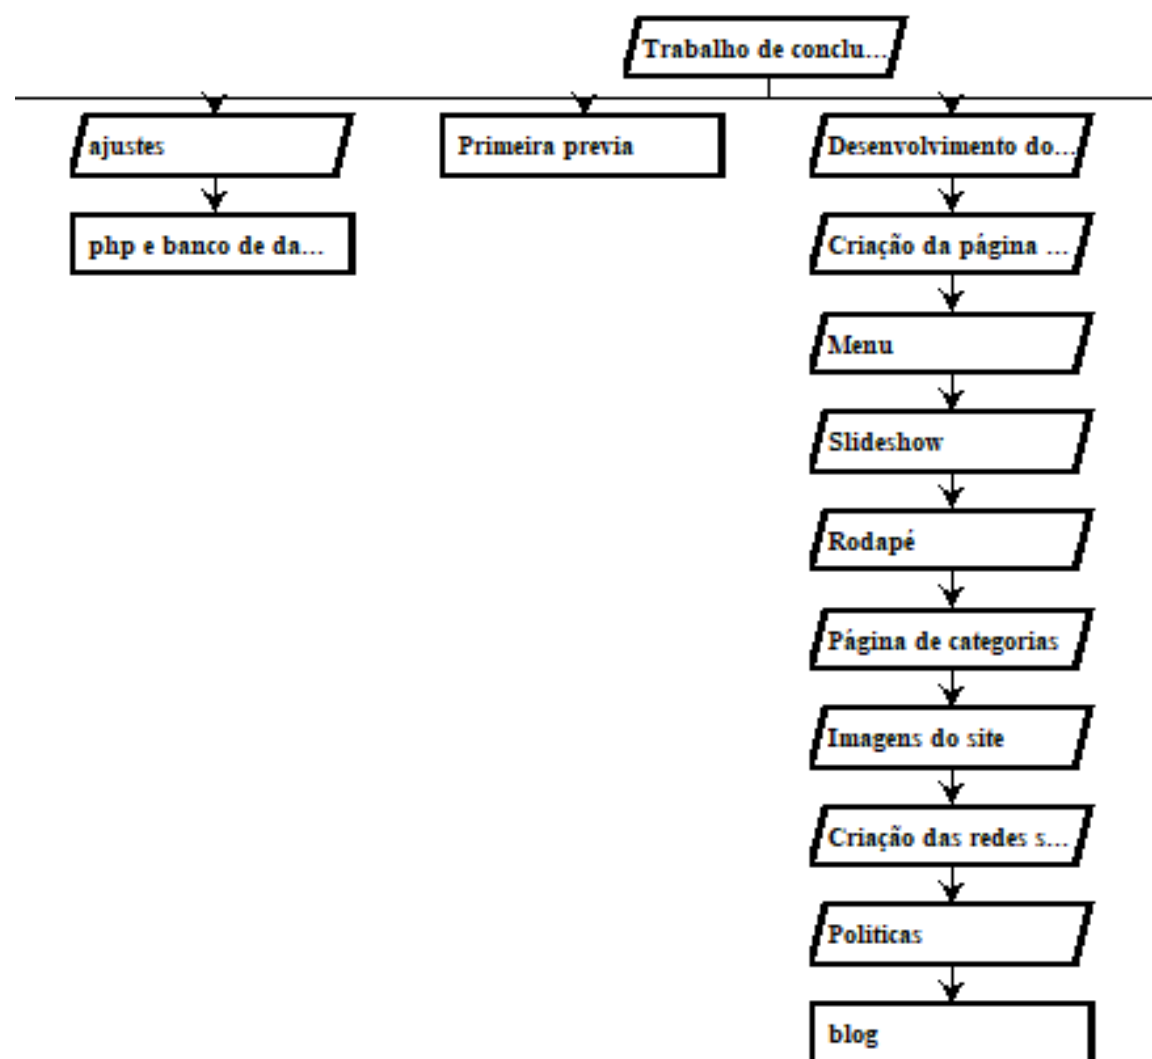 Trabalho de conclu...
ajustes
Primeira previa
Desenvolvimento do...
php e banco de da...
Criação da página ...
Menu
Slideshow
Rodapé
Página de categorias
Imagens do site
Criação das redes s...
Politicas
blog